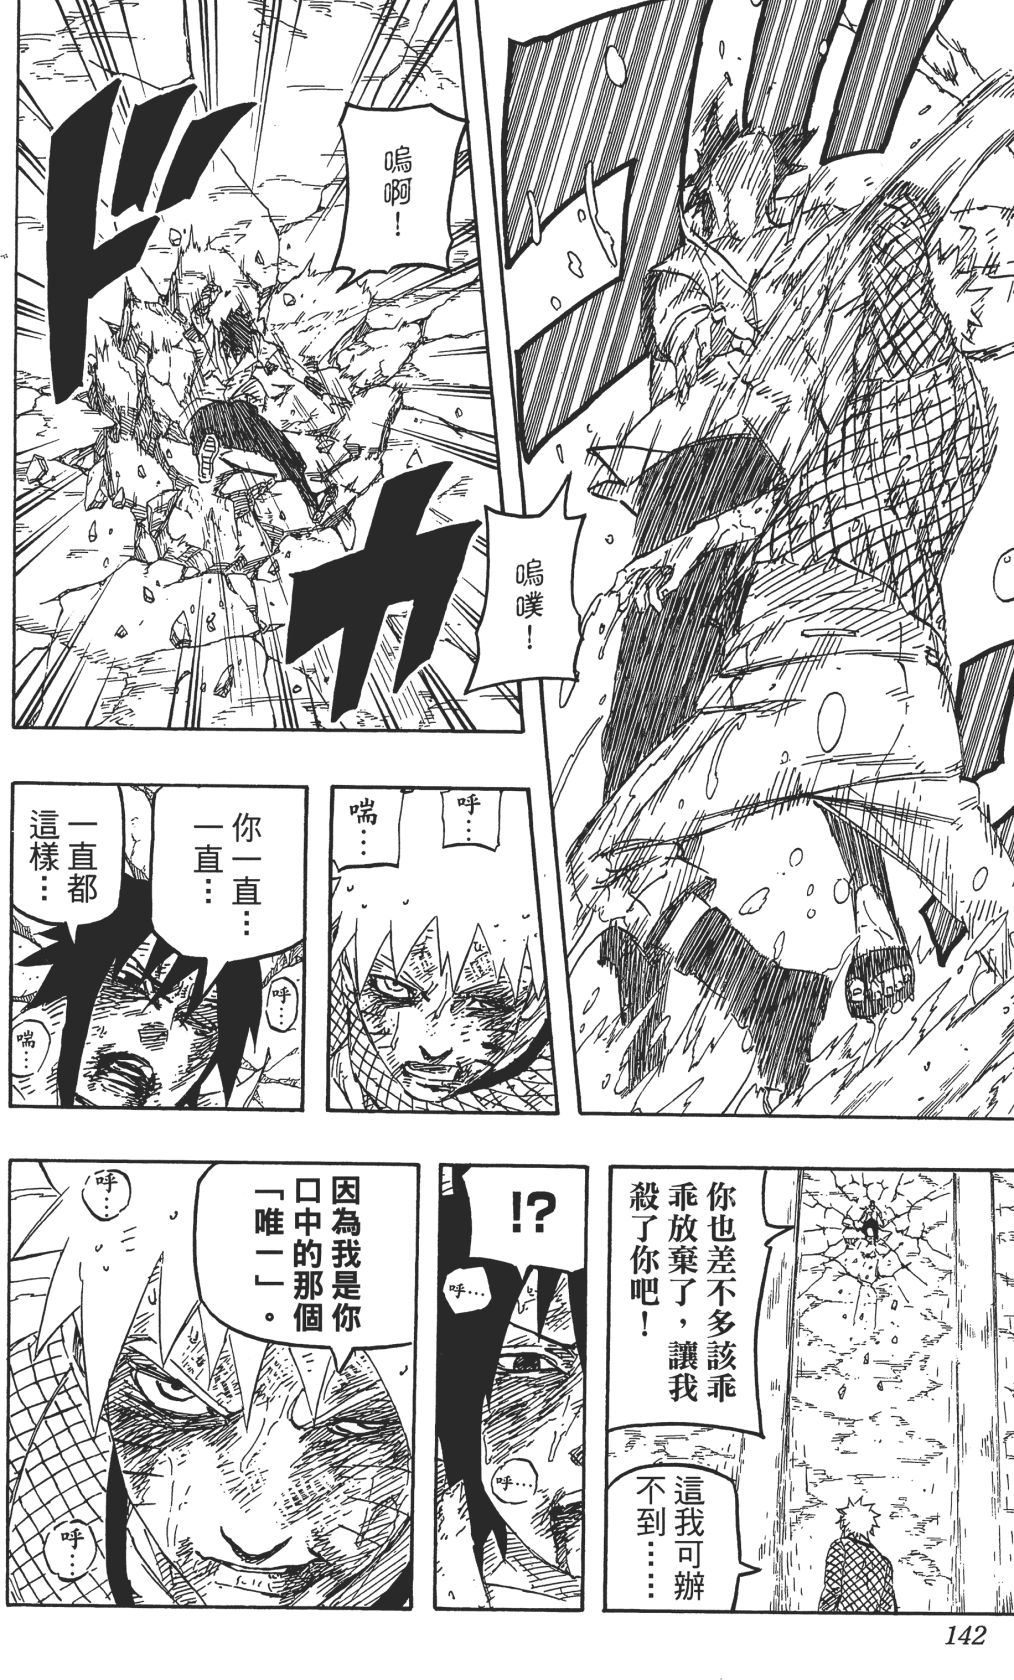 嗚噗！
嗚啊！
ドガ
呼…
喘…
你一直…
一直…
一直都
這樣…
呼…
喘…
你也差不多該乖
乖放棄了，讓我
殺了你吧！
這我可辦
不到……
!?
呼…
呼…
因為我是你
口中的那個
「唯一」。
呼…
呼…
142